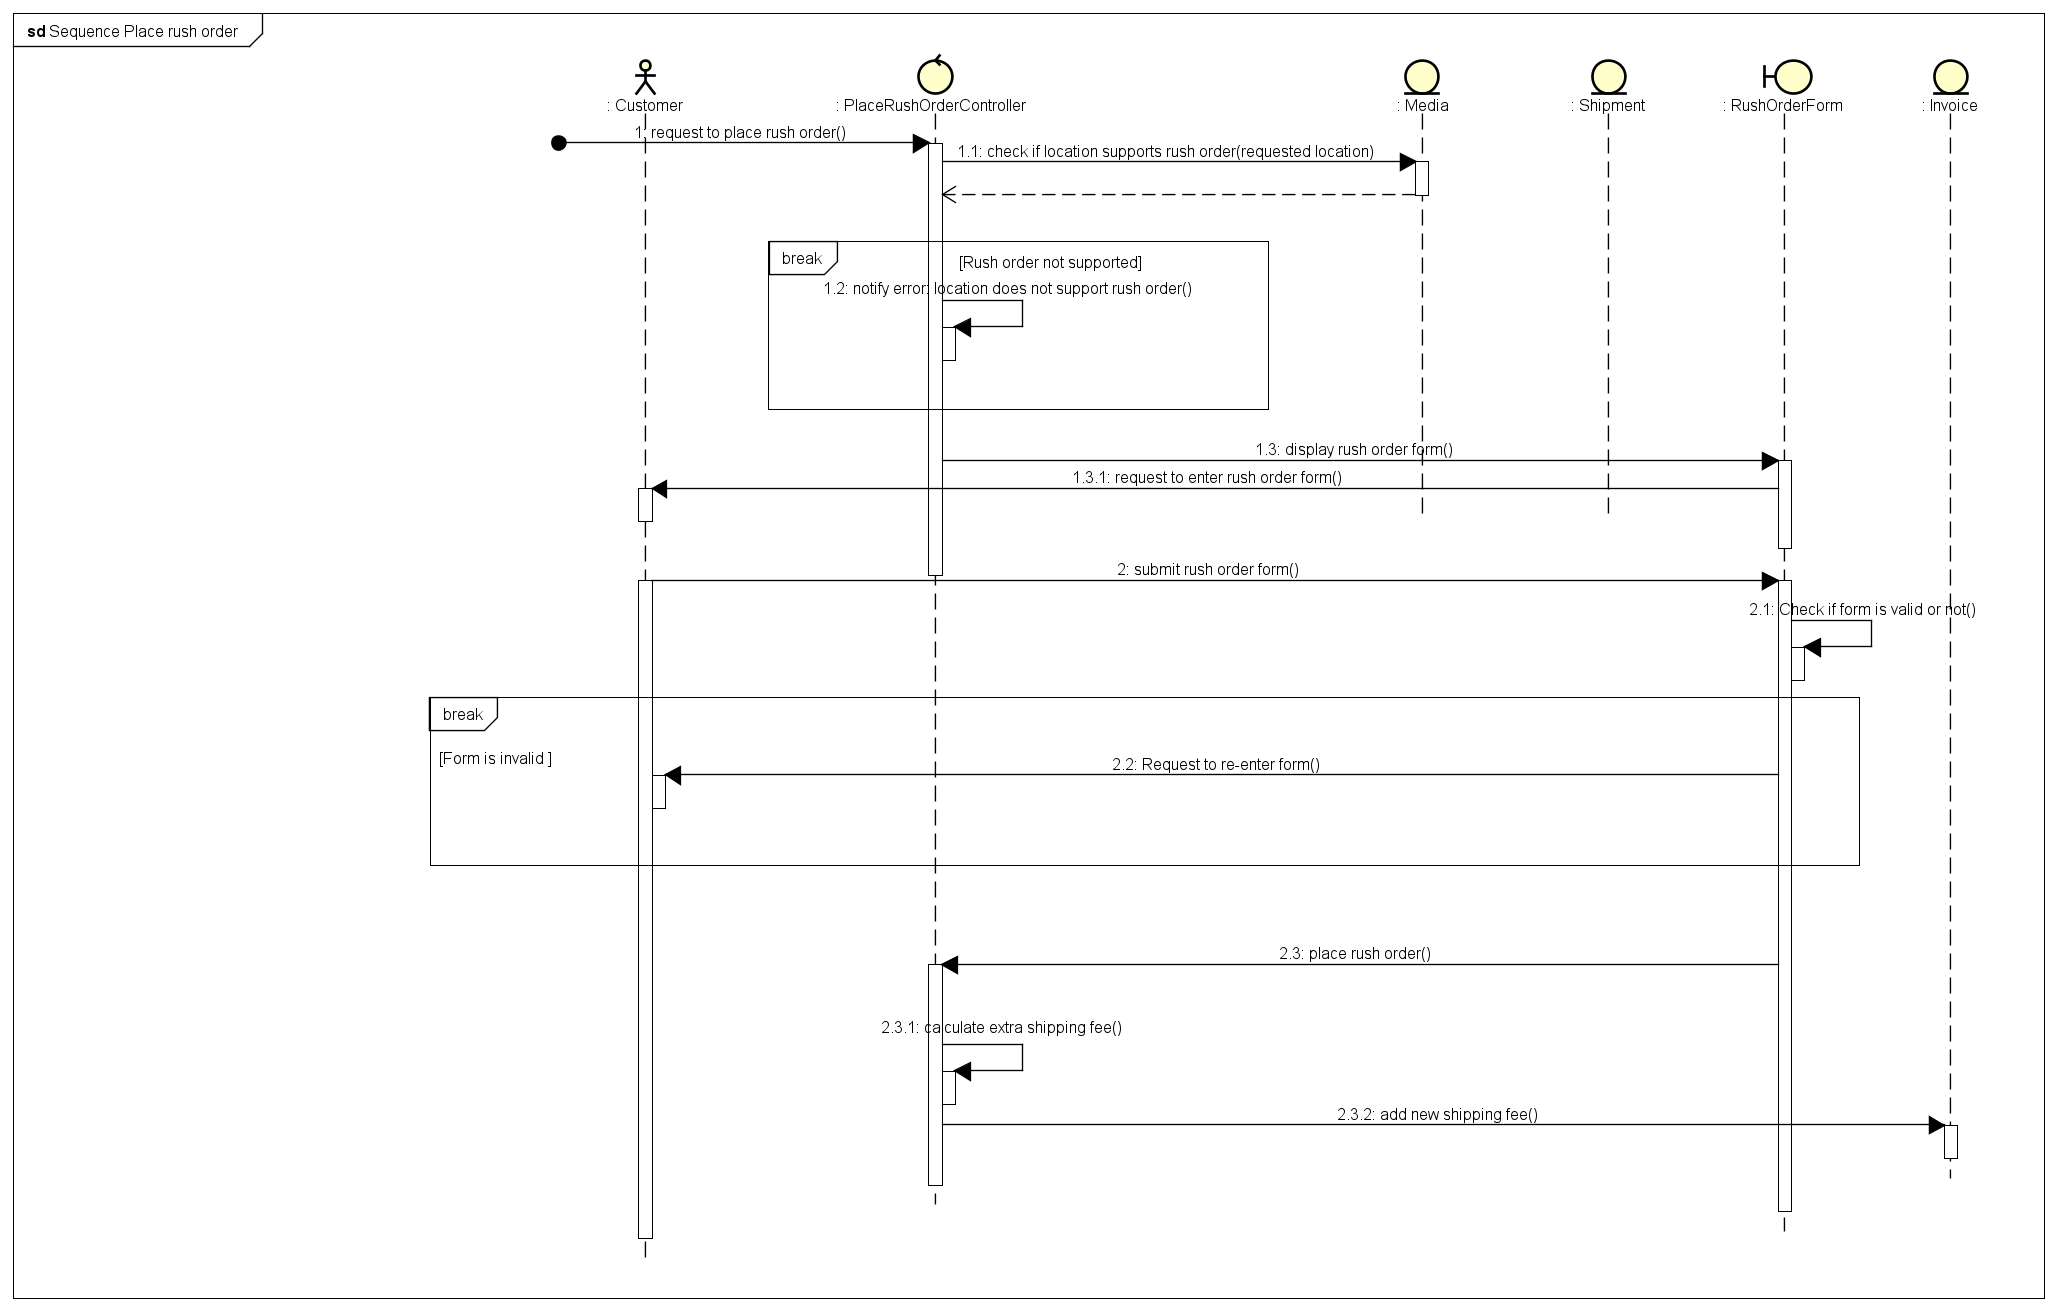 sd Sequence Place rush order
: Customer
: PlaceRushOrderController
: Media
: Shipment
: RushOrderForm
: Invoice
1: request to place rush order()
1.1: check if location supports rush order(requested location)
break
[Rush order not supported]
1.2: notify error: location does not support rush order()
1.3: display rush order form()
1.3.1: request to enter rush order form()
2: submit rush order form()
2.1: Check if form is valid or not()
break
[Form is invalid ]
2.2: Request to re-enter form()
2.3: place rush order()
2.3.1: calculate extra shipping fee()
2.3.2: add new shipping fee()